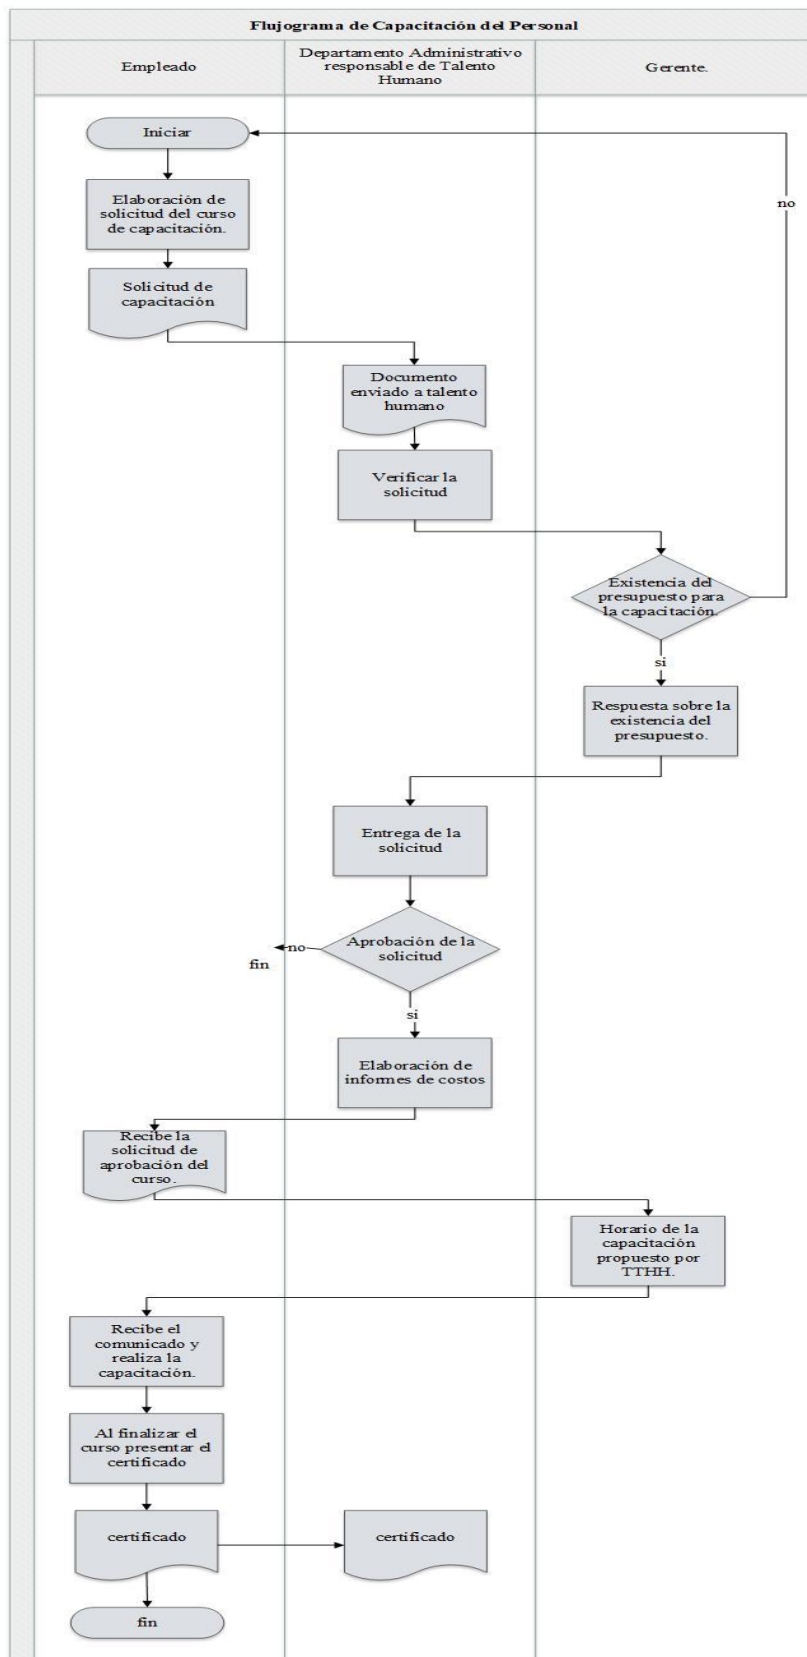 Flujograma de Capacitación del Personal
Empleado
Departamento Administrativo
responsable de Talento
Humano
Gerente.
Iniciar
no
Elaboración de
solicitud del curso
de capacitación.
Solicitud de
capacitación
Documento
enviado a talento
humano
Verificar la
solicitud
Existencia del
presupuesto para
la capacitación.
si
Respuesta sobre la
existencia del
presupuesto.
Entrega de la
solicitud
Aprobación de la
solicitud
no
fin
si
Elaboración de
informes de costos
Recibe la
solicitud de
aprobación del
curso.
Horario de la
capacitación
propuesto por
TTHH.
Recibe el
comunicado y
realiza la
capacitación.
Al finalizar el
curso presentar el
certificado
certificado
certificado
fin